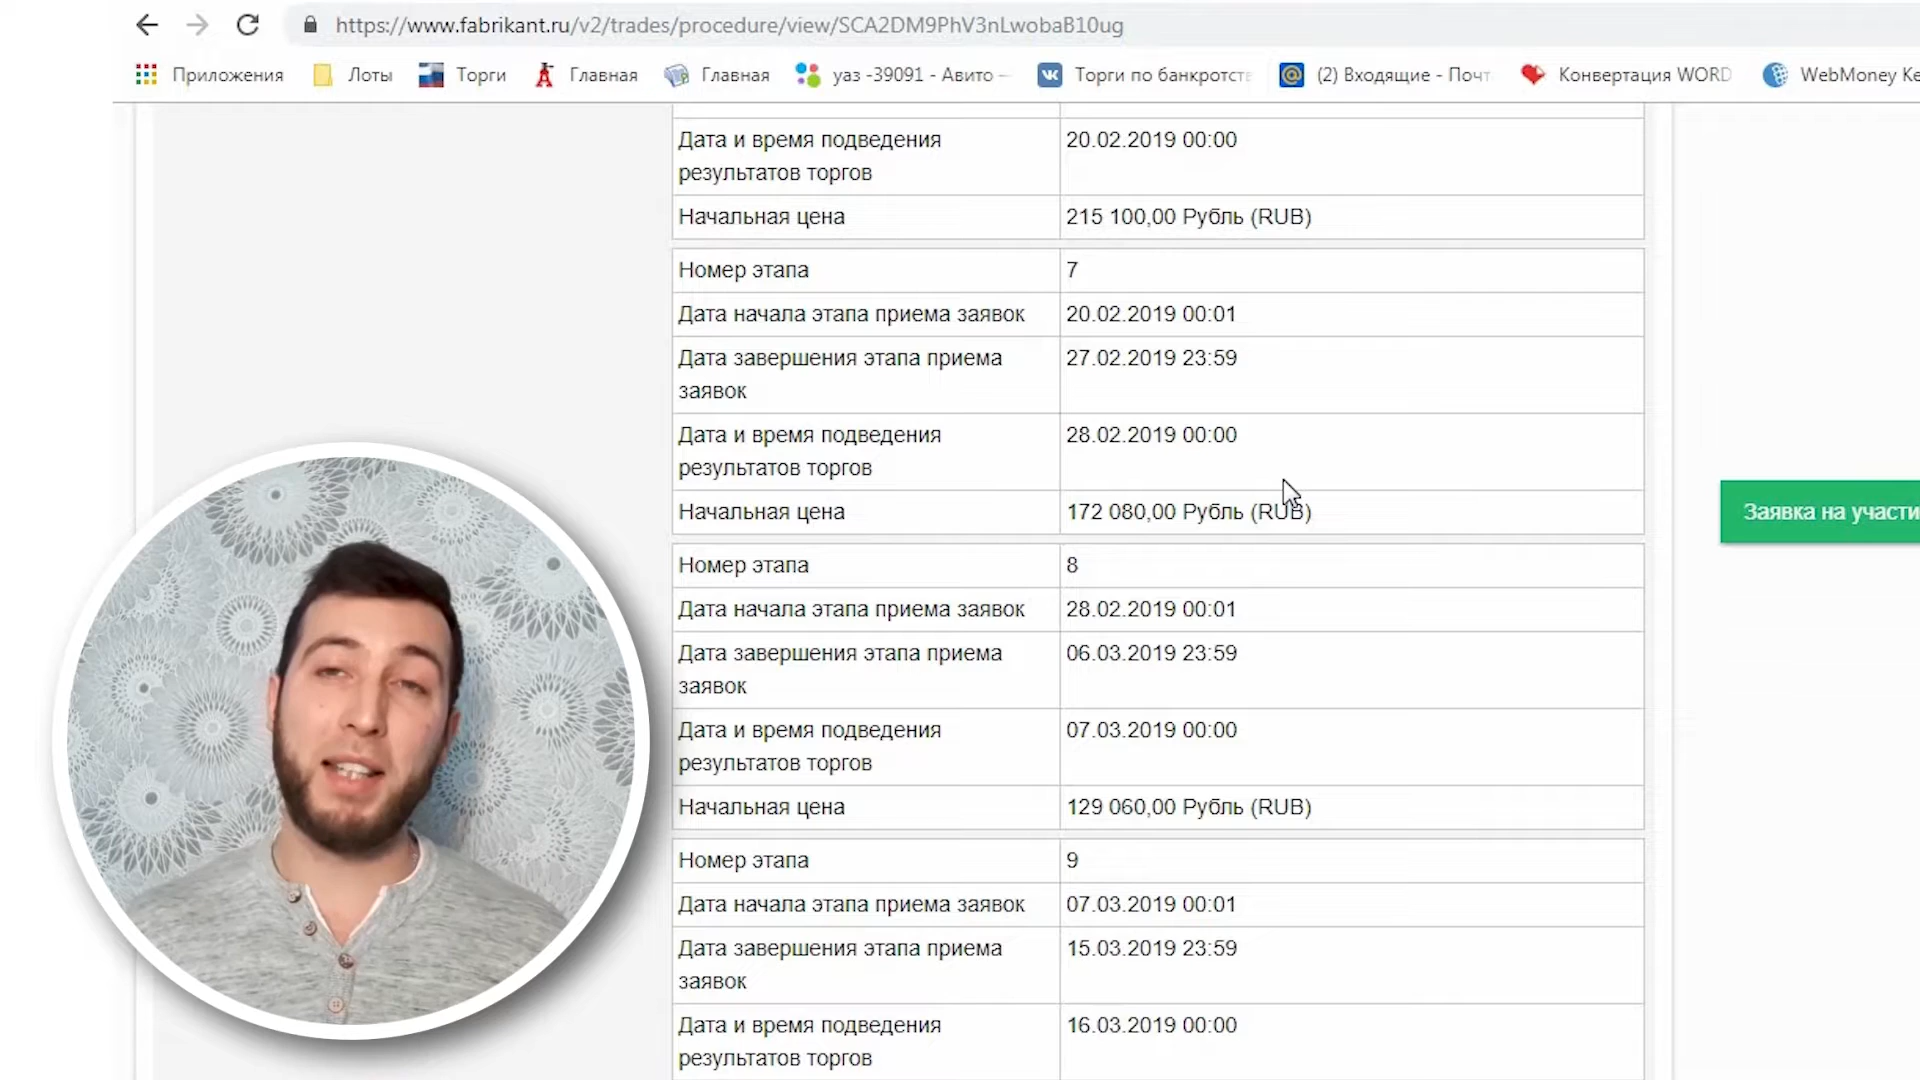 https://www.fabrikant.ru/v2/trades/procedure/view/SCA2DM9PhV3nLwobaB10ug
Приложения Лоты Торги Главная Главная уаз -39091 - Авито – Торги по банкротств (2) Входящие - Почт Конвертация WORD WebMoney Ke
Дата и время подведения 20.02.2019 00:00
результатов торгов
Начальная цена 215 100,00 Рубль (RUB)
Номер этапа 7
Дата начала этапа приема заявок 20.02.2019 00:01
Дата завершения этапа приема 27.02.2019 23:59
заявок
Дата и время подведения 28.02.2019 00:00
результатов торгов
Начальная цена 172 080,00 Рубль (RUB)
Заявка на участи
Номер этапа 8
Дата начала этапа приема заявок 28.02.2019 00:01
Дата завершения этапа приема 06.03.2019 23:59
заявок
Дата и время подведения 07.03.2019 00:00
результатов торгов
Начальная цена 129 060,00 Рубль (RUB)
Номер этапа 9
Дата начала этапа приема заявок 07.03.2019 00:01
Дата завершения этапа приема 15.03.2019 23:59
заявок
Дата и время подведения 16.03.2019 00:00
результатов торгов